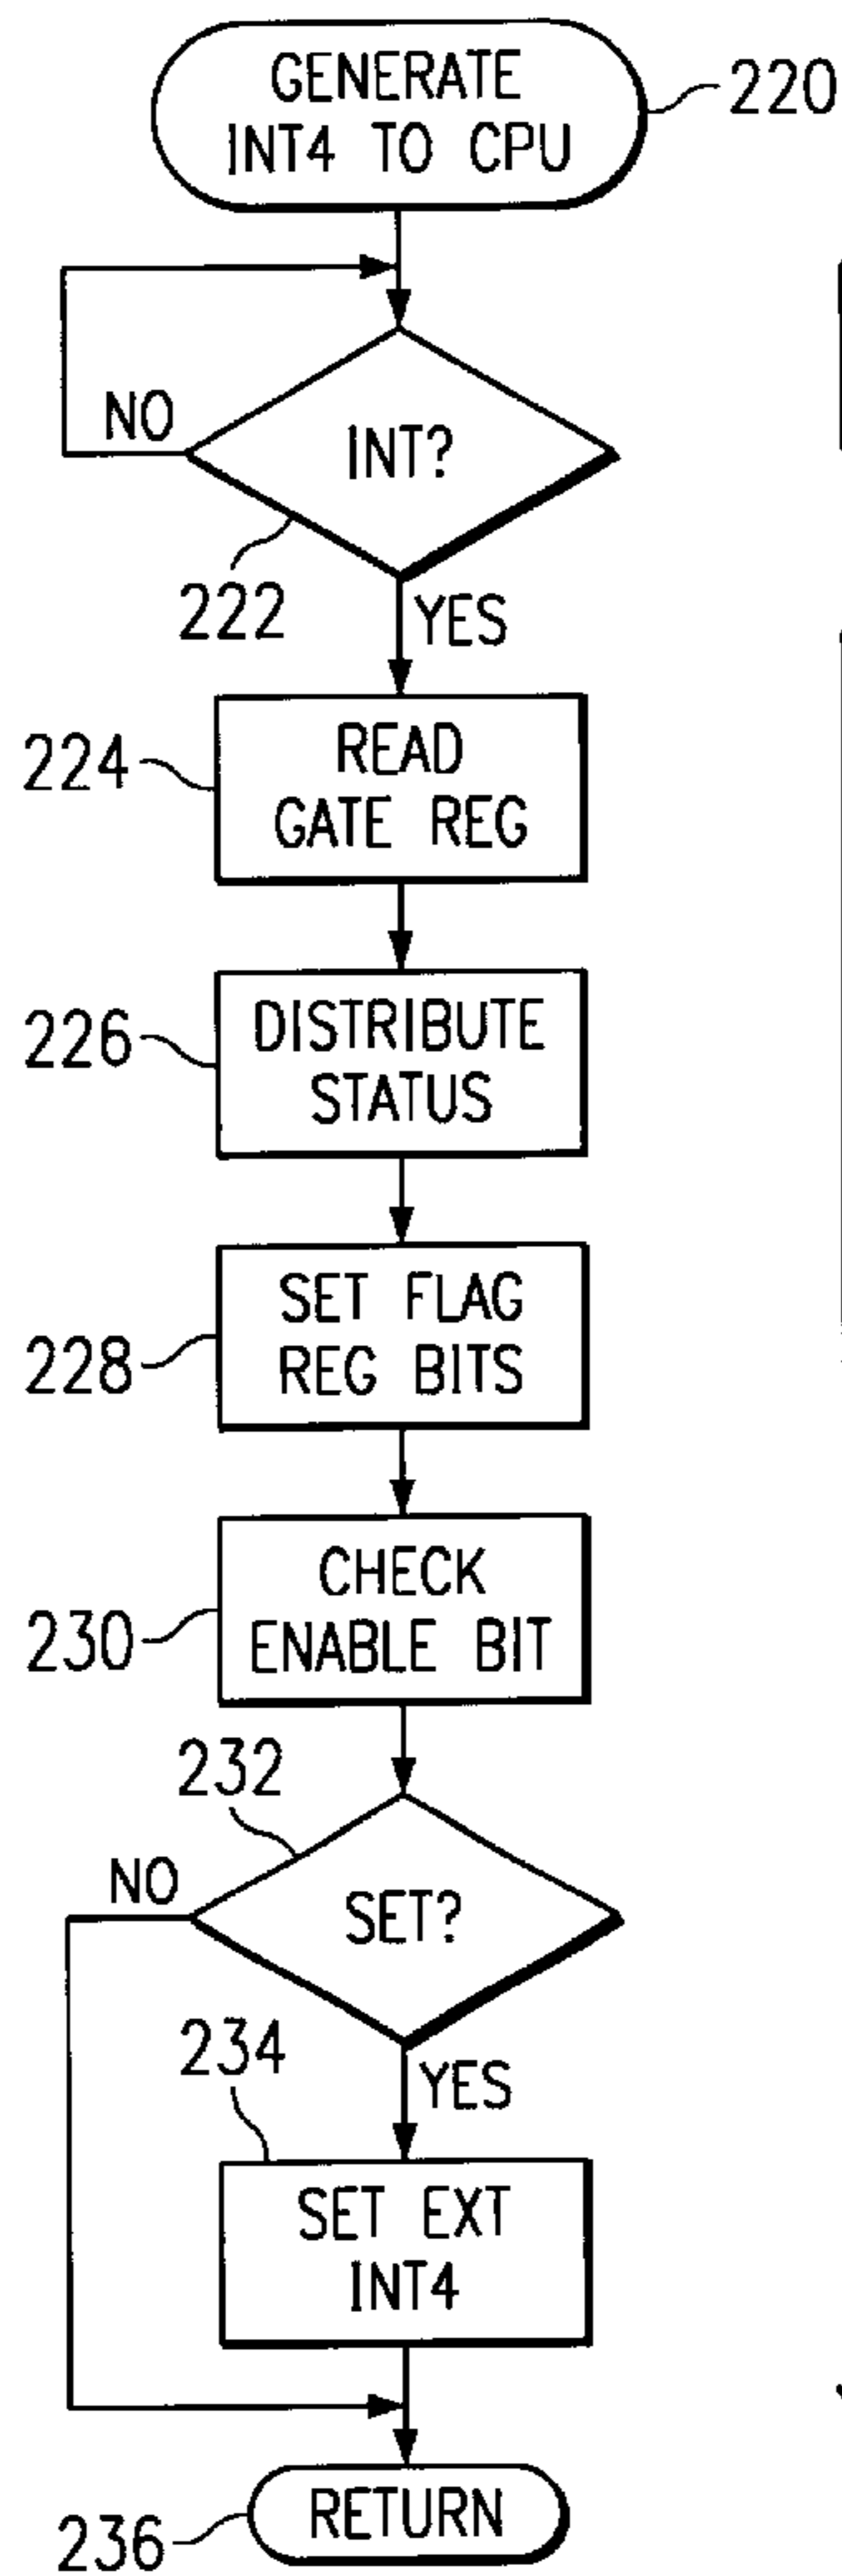 GENERATE
INT4 TO CPU
220
NO
INT?
222
YES
224
READ
GATE REG
226
DISTRIBUTE
STATUS
228
SET FLAG
REG BITS
230
CHECK
ENABLE BIT
232
NO
SET?
234
YES
SET EXT
INT4
236
RETURN